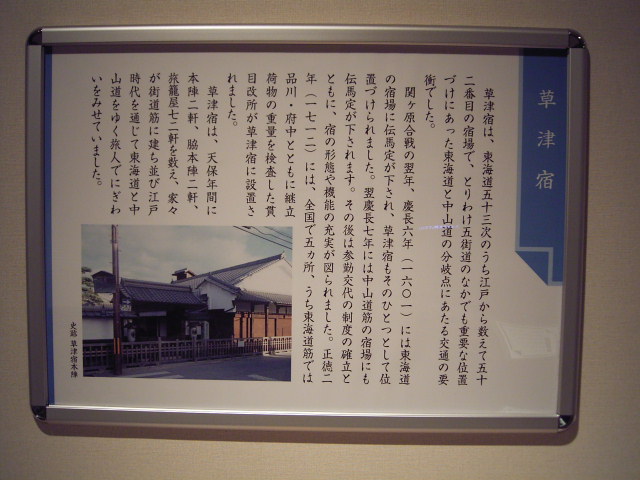 草津宿
草津宿は、東海道五十三次のうち江戸から数えて五十
二番目の宿場で、とりわけ五街道のなかでも重要な位置
づけにあった東海道と中山道の分岐点にあたる交通の要
衝でした。
関ヶ原合戦の翌年、慶長六年（一六〇一）には東海道
の宿場に伝馬定が下され、草津宿もそのひとつとして位
置づけられました。翌慶長七年には中山道筋の宿場にも
伝馬定が下されます。その後は参勤交代の制度の確立と
ともに、宿の形態や機能の充実が図られました。正徳二
年（一七一二）には、全国で五ヵ所、うち東海道筋では
品川・府中とともに継立
荷物の重量を検査した貫
目改所が草津宿に設置さ
れました。
草津宿は、天保年間に
本陣二軒、脇本陣二軒、
旅籠屋七二軒を数え、家々
が街道筋に建ち並び江戸
時代を通じて東海道と中
山道をゆく旅人でにぎわ
いをみせていました。
史跡 草津宿本陣